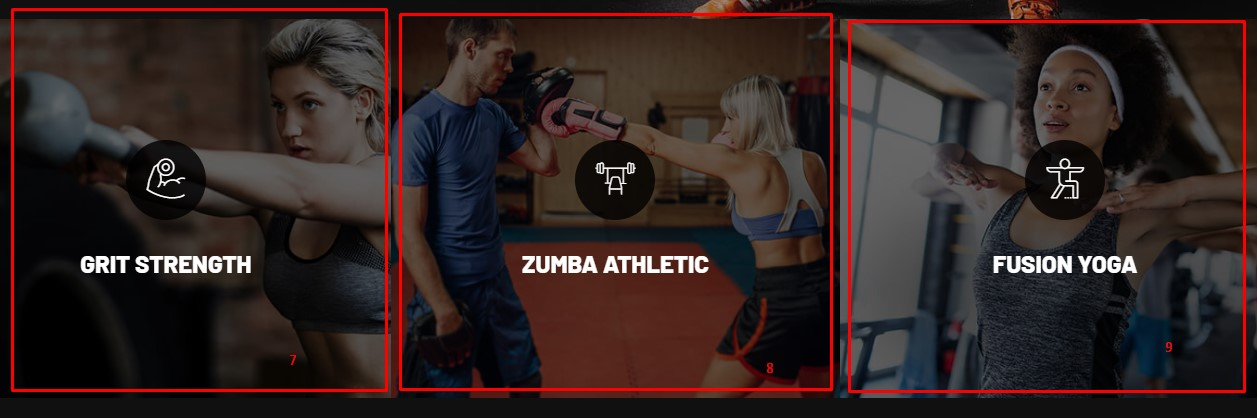 GRIT STRENGTH
ZUMBA ATHLETIC
FUSION YOGA
7
8
9